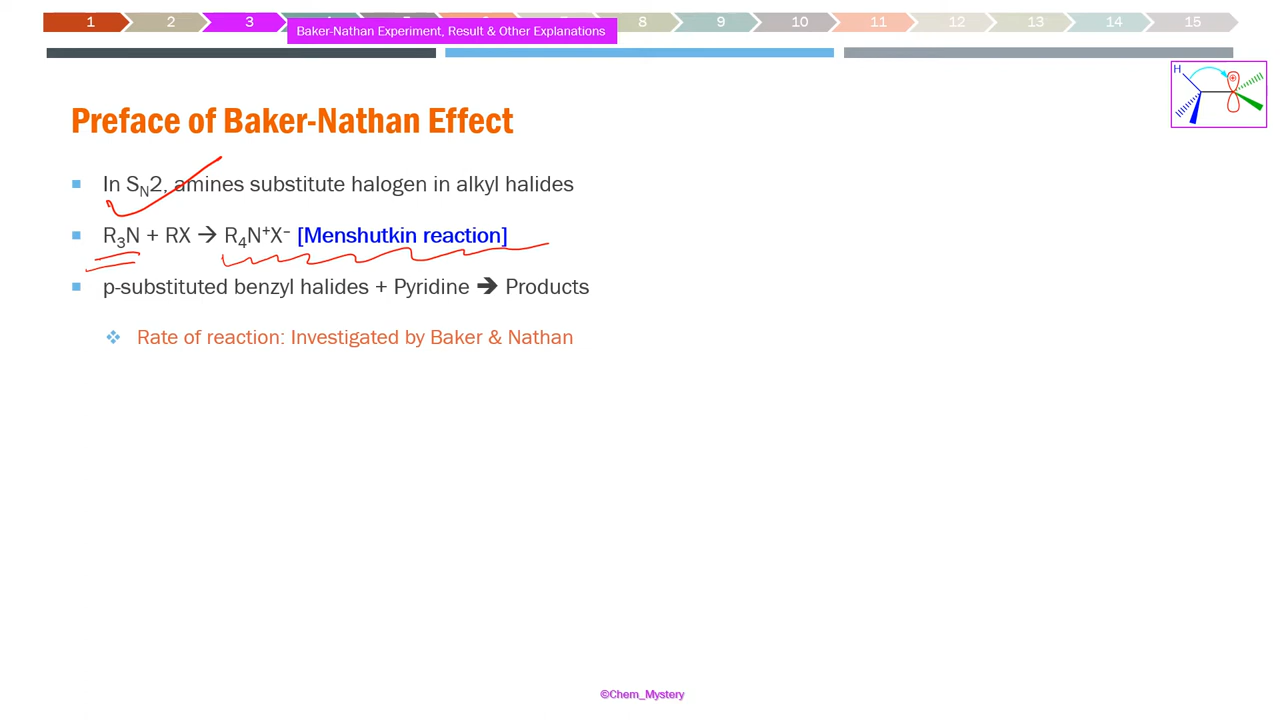 1 2 3 8 9 10 11 12 13 14 15
Baker-Nathan Experiment, Result & Other Explanations
H
Preface of Baker-Nathan Effect
In SN2, amines substitute halogen in alkyl halides
R3N + RX → R4N+X− [Menshutkin reaction]
p-substituted benzyl halides + Pyridine ➔ Products
Rate of reaction: Investigated by Baker & Nathan
©Chem_Mystery